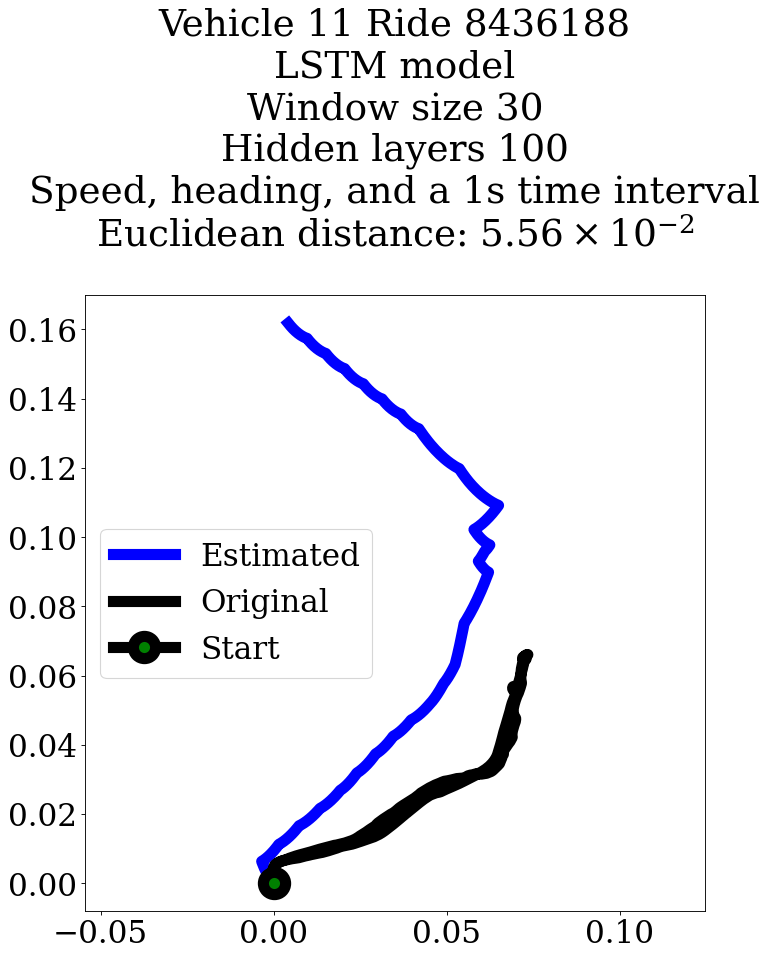 Vehicle 11 Ride 8436188
LSTM model
Window size 30
Hidden layers 100
Speed, heading, and a 1s time interval
Euclidean distance: 5.56 × 10⁻²
0.16
0.14
0.12
0.10
0.08
0.06
0.04
0.02
0.00
Estimated
Original
Start
−0.05 0.00 0.05 0.10